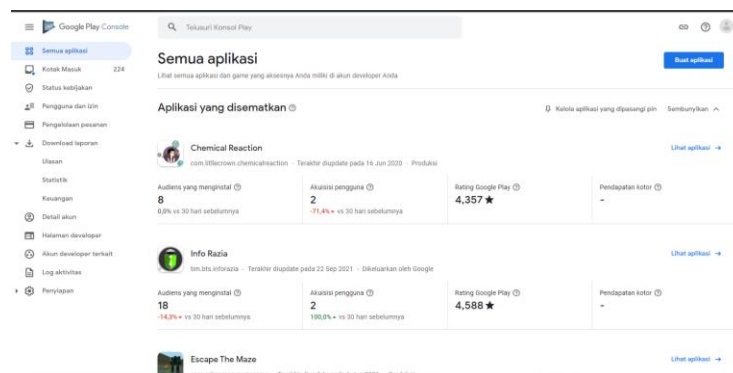 Google Play Console
Telusuri Konsol Play
Semua aplikasi
Kotak Masuk 224
Status kebijakan
Pengguna dan izin
Pengelolaan pesanan
Download laporan
Ulasan
Statistik
Keuangan
Detail akun
Halaman developer
Akun developer terkait
Log aktivitas
Penyiapan
Semua aplikasi
Buat aplikasi
Lihat semua aplikasi dan game yang aksesnya Anda miliki di akun developer Anda
Aplikasi yang disematkan
Kelola aplikasi yang dipasangi pin Sembunyikan
Chemical Reaction
Lihat aplikasi →
com.littlecrown.chemicalreaction · Terakhir diupdate pada 16 Jun 2020 · Produksi
Audiens yang menginstal Akuisisi pengguna Rating Google Play Pendapatan kotor
8 2 4,357 ★ -
0,0% vs 30 hari sebelumnya -71,4% vs 30 hari sebelumnya
Info Razia
Lihat aplikasi →
tim.bts.inforazia · Terakhir diupdate pada 22 Sep 2021 · Dikeluarkan oleh Google
Audiens yang menginstal Akuisisi pengguna Rating Google Play Pendapatan kotor
18 2 4,588 ★ -
-14,3% vs 30 hari sebelumnya 100,0% vs 30 hari sebelumnya
Escape The Maze
Lihat aplikasi →